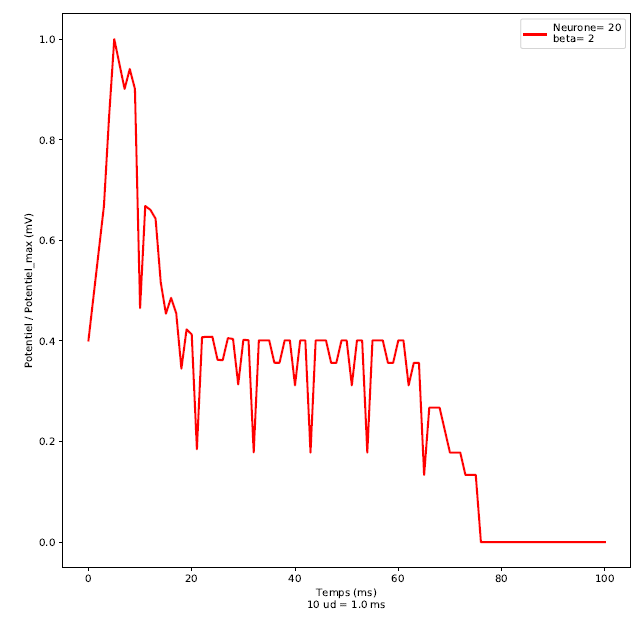 Neurone= 20
beta= 2
1.0
0.8
0.6
0.4
0.2
0.0
Potentiel / Potentiel_max (mV)
0 20 40 60 80 100
Temps (ms)
10 ud = 1.0 ms